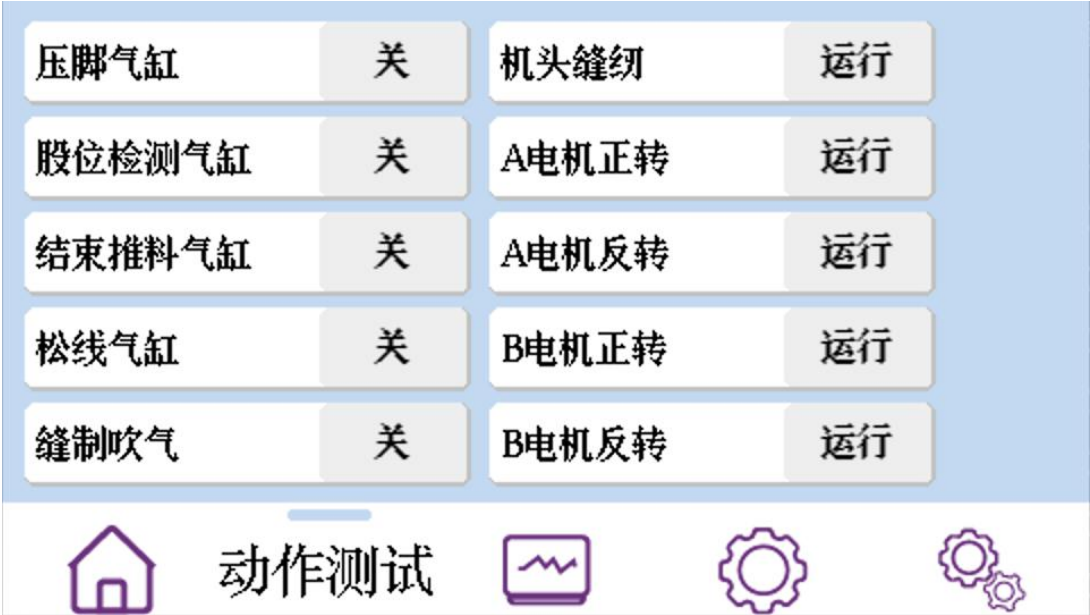 压脚气缸 关 机头缝纫 运行
股位检测气缸 关 A电机正转 运行
结束推料气缸 关 A电机反转 运行
松线气缸 关 B电机正转 运行
缝制吹气 关 B电机反转 运行
动作测试